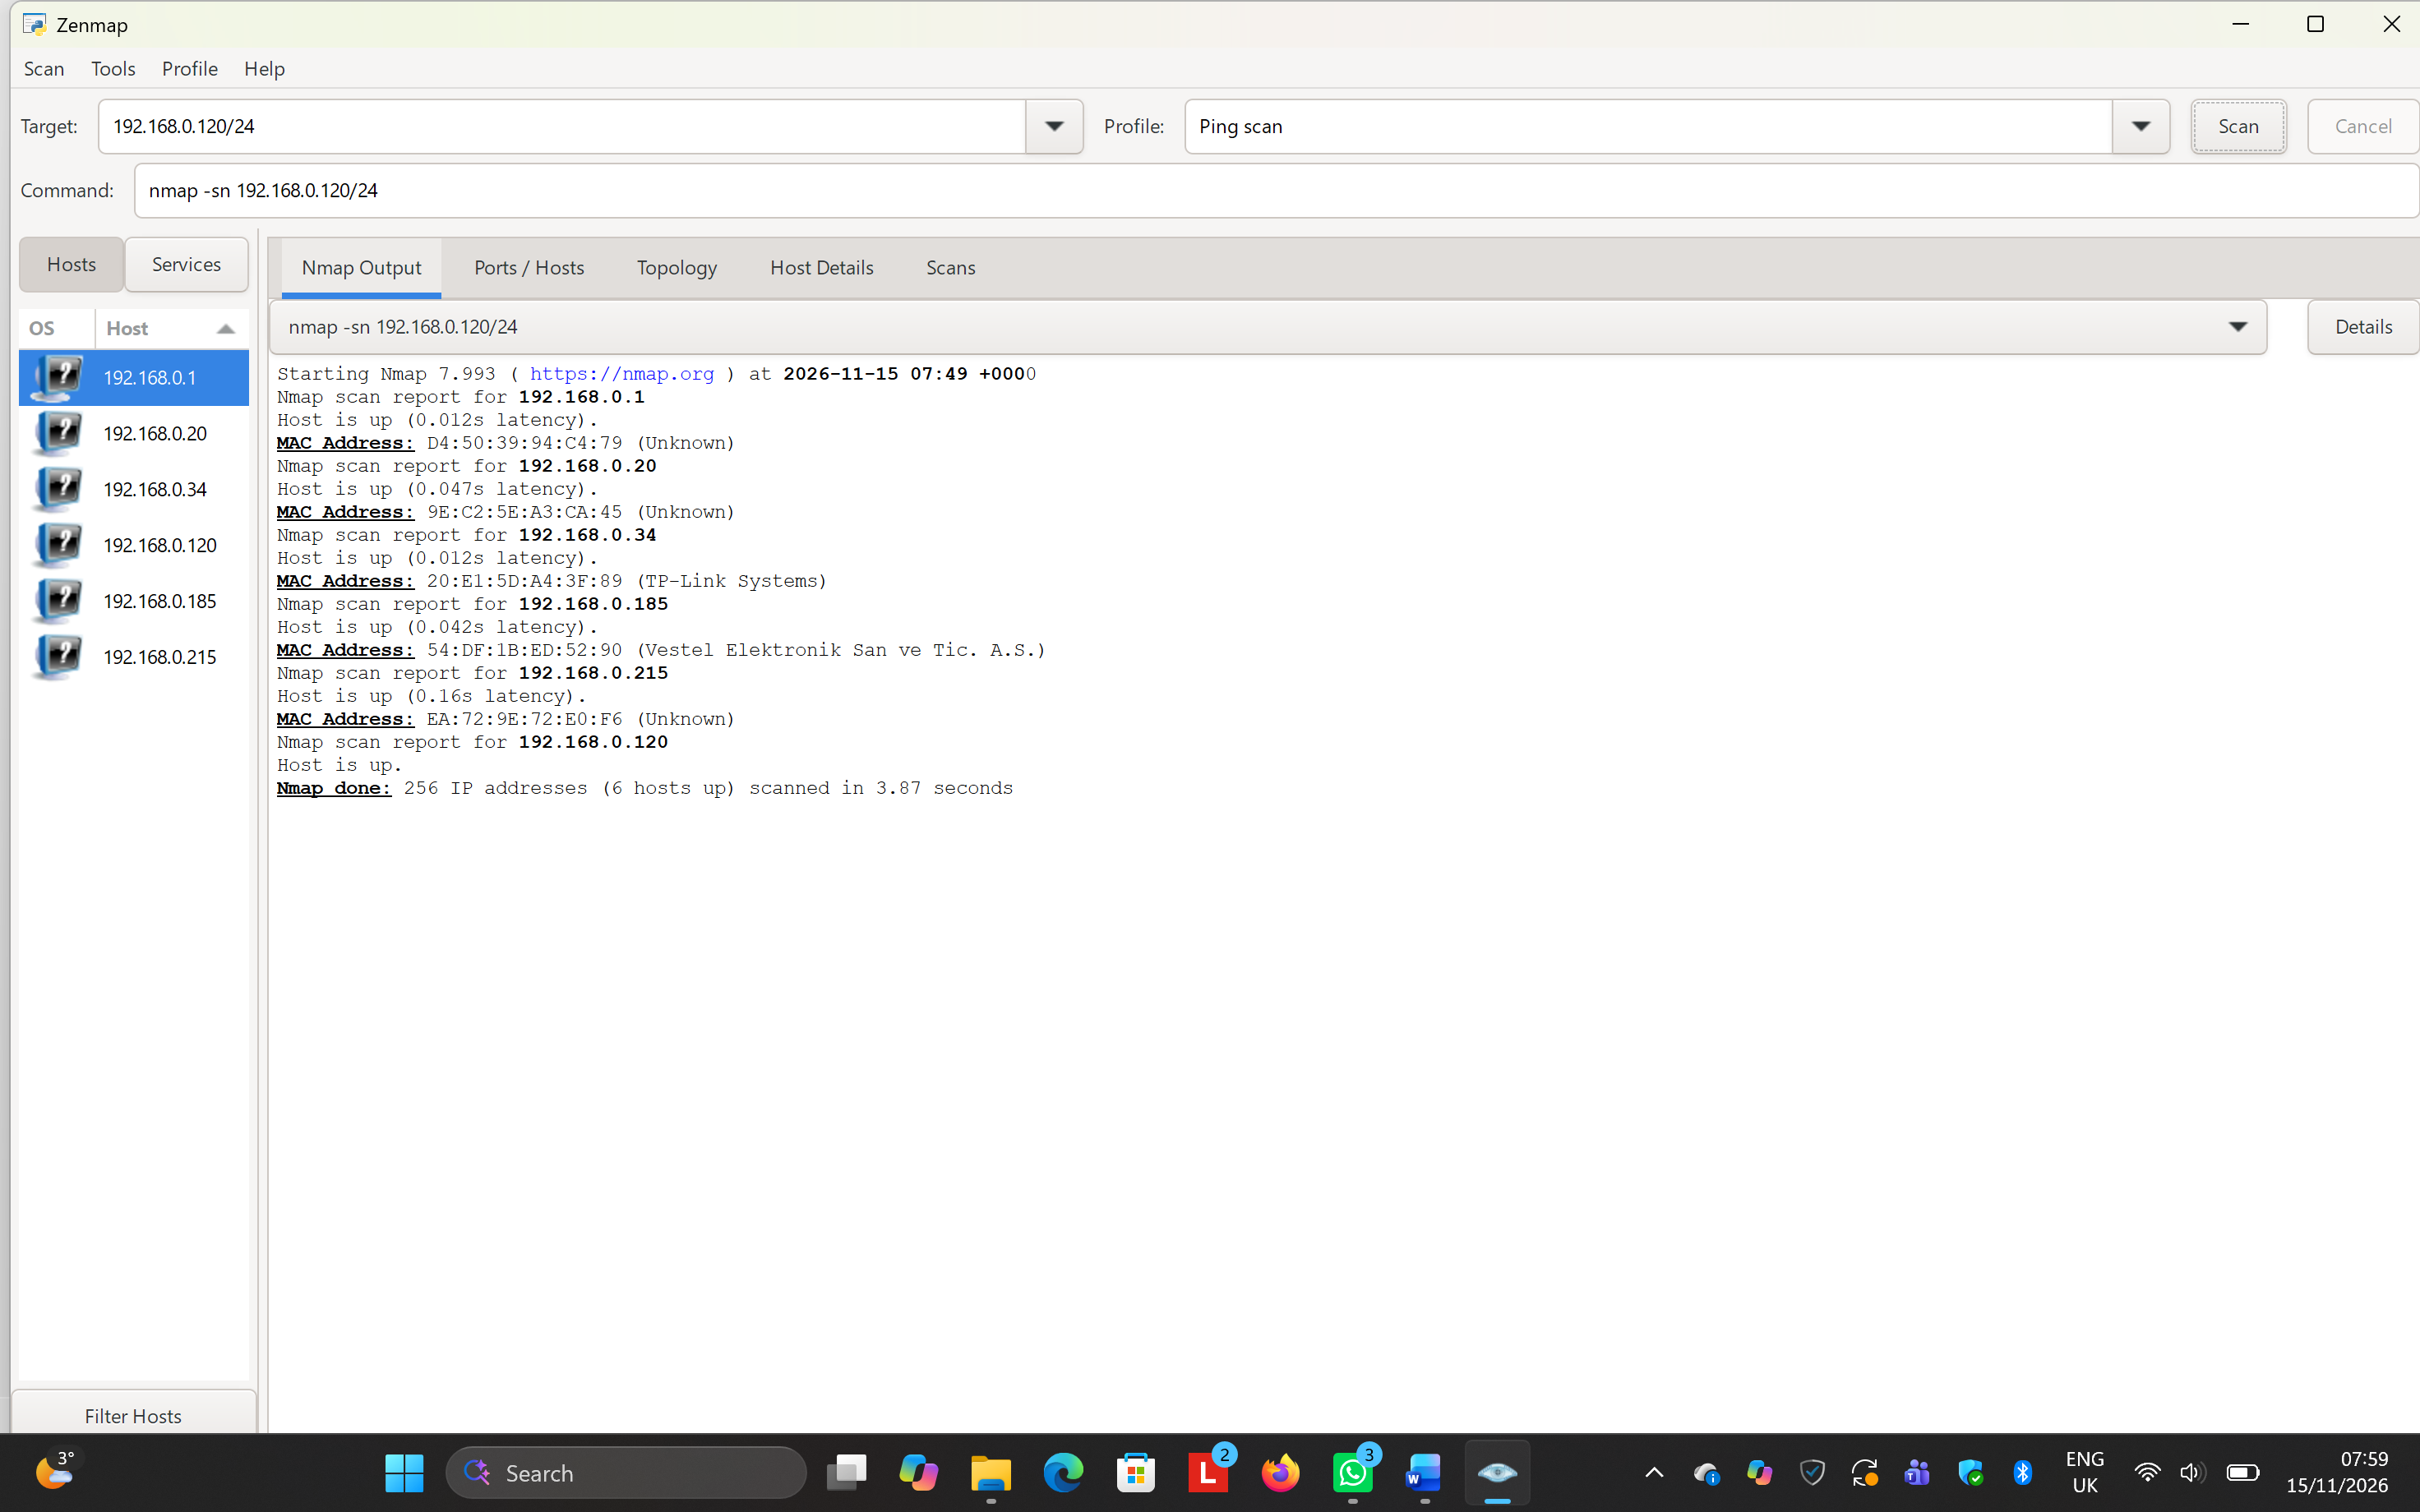 Zenmap
Scan Tools Profile Help
Target: 192.168.0.120/24 Profile: Ping scan Scan Cancel
Command: nmap -sn 192.168.0.120/24
Hosts Services
Nmap Output Ports / Hosts Topology Host Details Scans
OS Host
nmap -sn 192.168.0.120/24 Details
192.168.0.1
192.168.0.20
192.168.0.34
192.168.0.120
192.168.0.185
192.168.0.215
Starting Nmap 7.993 ( https://nmap.org ) at 2026-11-15 07:49 +0000
Nmap scan report for 192.168.0.1
Host is up (0.012s latency).
MAC Address: D4:50:39:94:C4:79 (Unknown)
Nmap scan report for 192.168.0.20
Host is up (0.047s latency).
MAC Address: 9E:C2:5E:A3:CA:45 (Unknown)
Nmap scan report for 192.168.0.34
Host is up (0.012s latency).
MAC Address: 20:E1:5D:A4:3F:89 (TP-Link Systems)
Nmap scan report for 192.168.0.185
Host is up (0.042s latency).
MAC Address: 54:DF:1B:ED:52:90 (Vestel Elektronik San ve Tic. A.S.)
Nmap scan report for 192.168.0.215
Host is up (0.16s latency).
MAC Address: EA:72:9E:72:E0:F6 (Unknown)
Nmap scan report for 192.168.0.120
Host is up.
Nmap done: 256 IP addresses (6 hosts up) scanned in 3.87 seconds
Filter Hosts
3°
Search
L 2
3
W
T
ENG
UK
07:59
15/11/2026